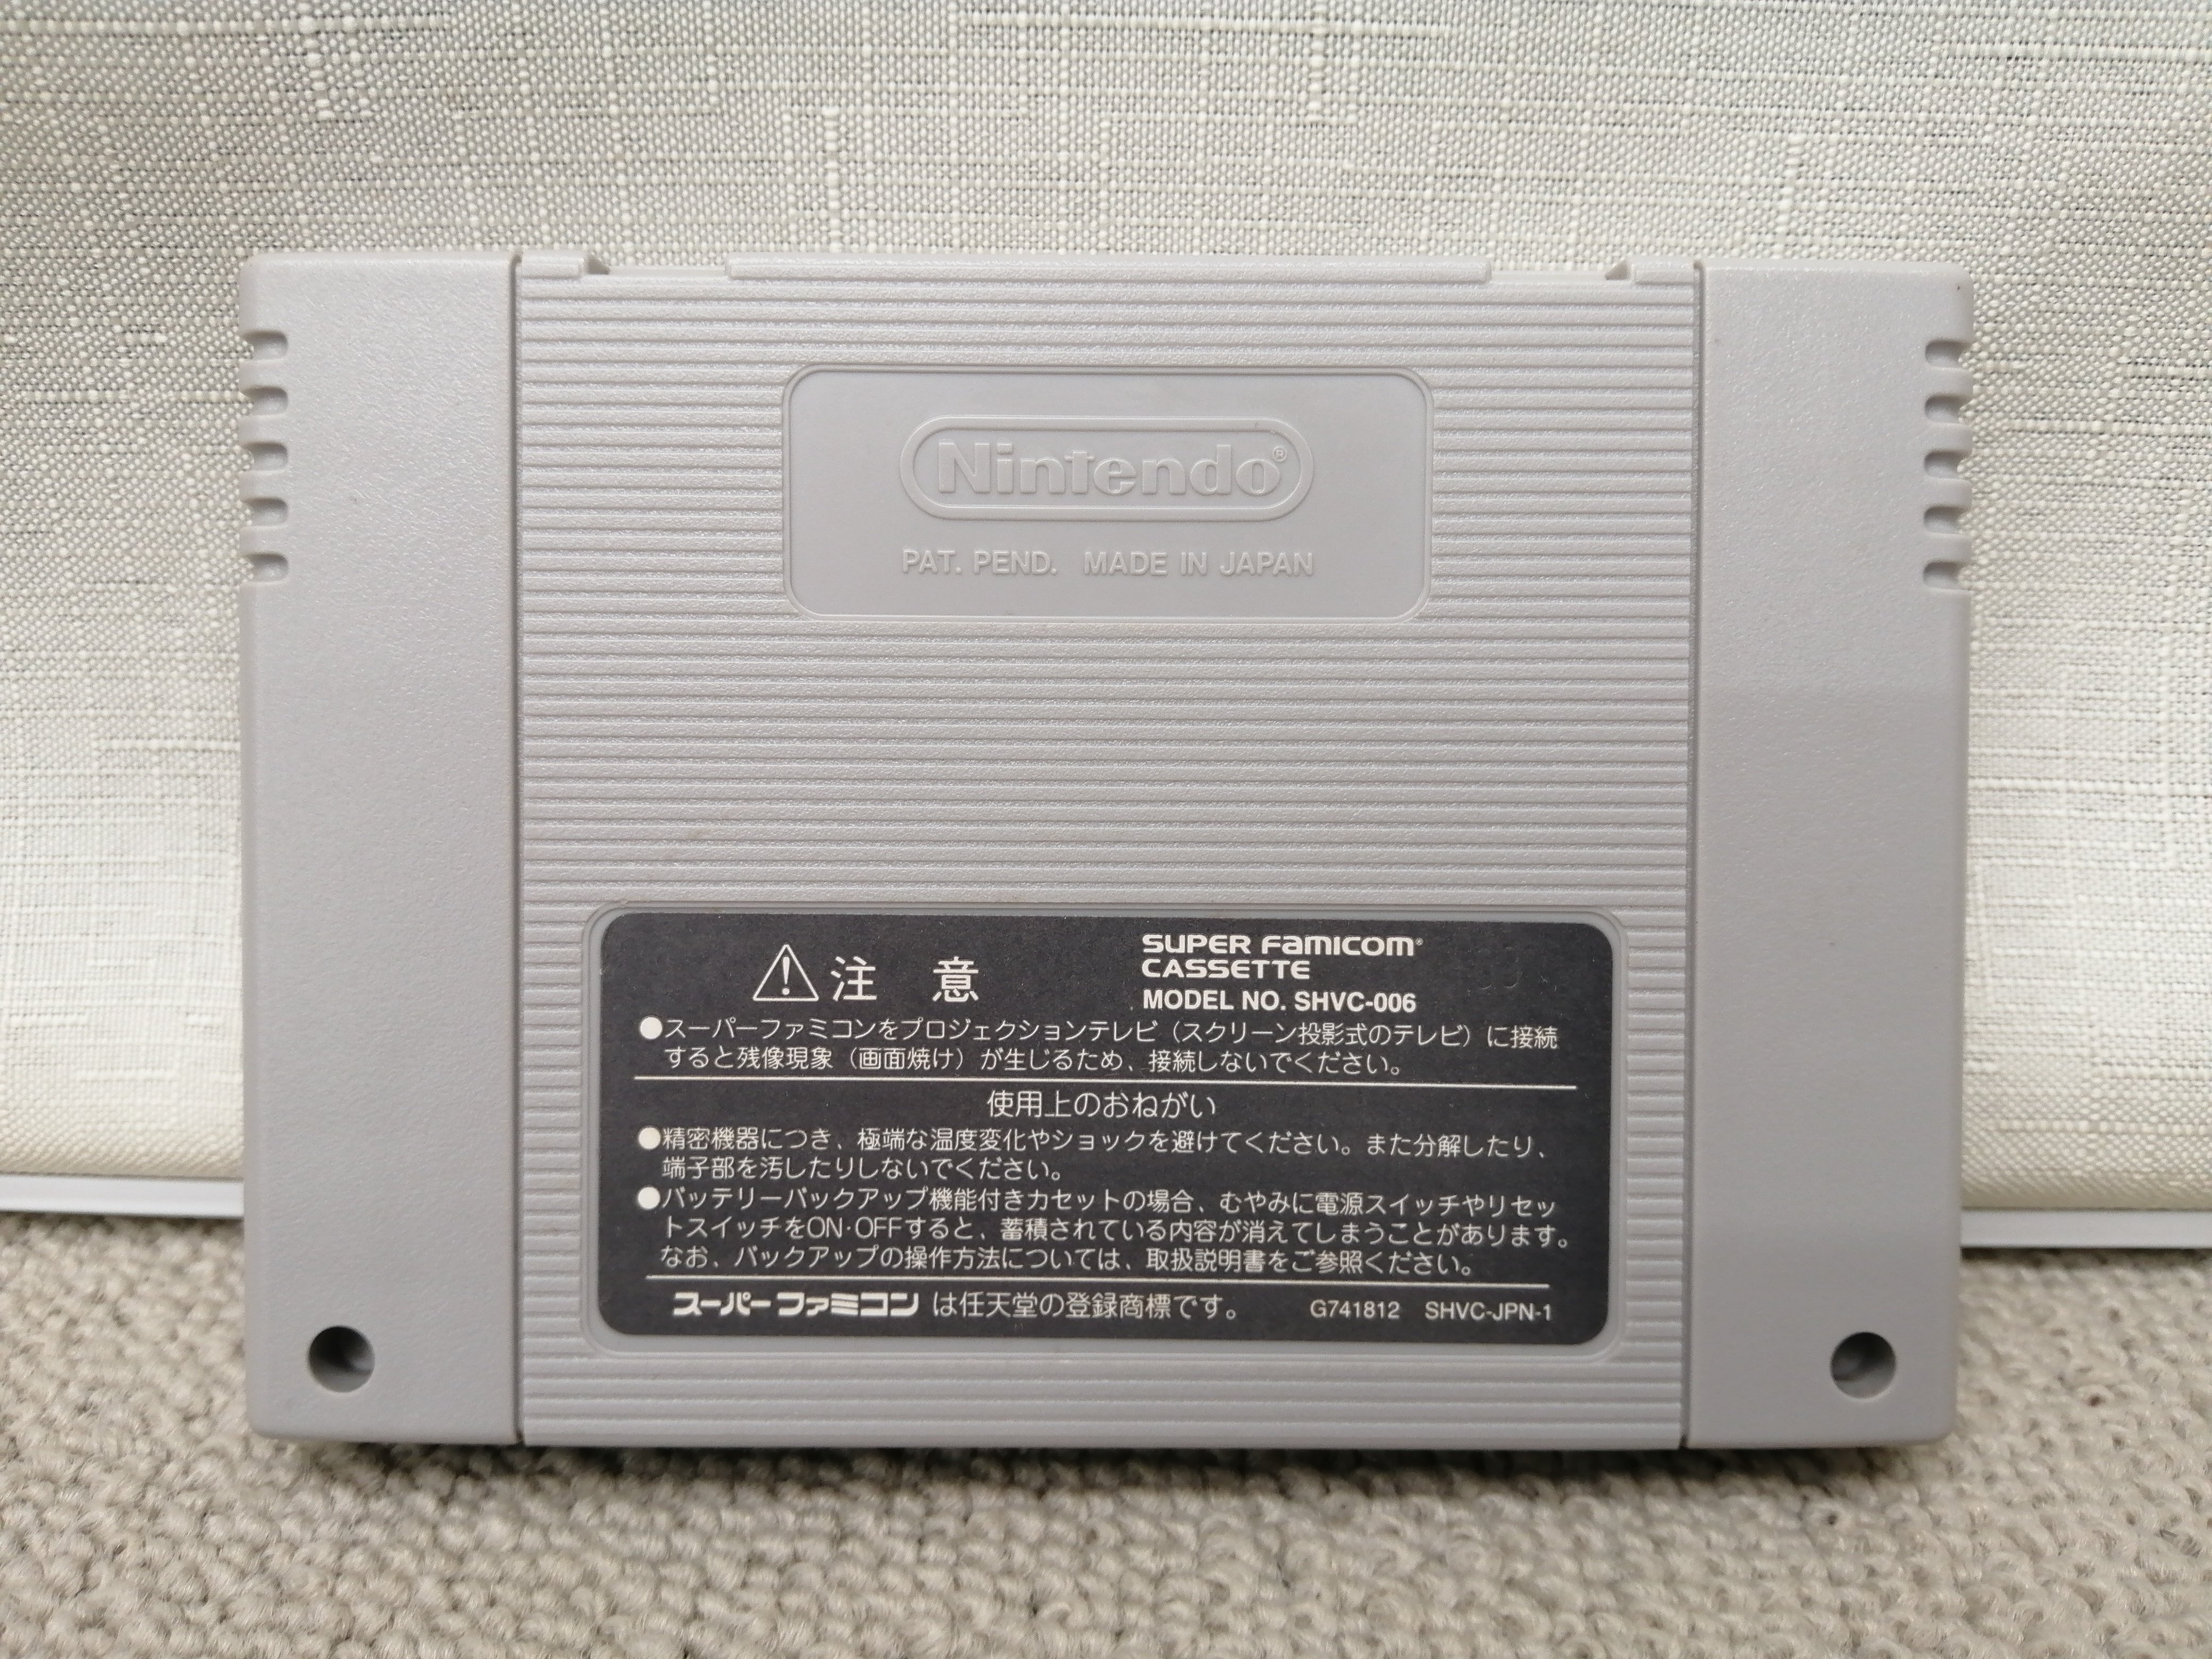 Nintendo®
PAT. PEND. MADE IN JAPAN
注 意
SUPER FAMICOM®
CASSETTE
MODEL NO. SHVC-006
●スーパーファミコンをプロジェクションテレビ（スクリーン投影式のテレビ）に接続
すると残像現象（画面焼け）が生じるため、接続しないでください。
使用上のおねがい
●精密機器につき、極端な温度変化やショックを避けてください。また分解したり、
端子部を汚したりしないでください。
●バッテリーバックアップ機能付きカセットの場合、むやみに電源スイッチやリセッ
トスイッチをON·OFFすると、蓄積されている内容が消えてしまうことがあります。
なお、バックアップの操作方法については、取扱説明書をご参照ください。
スーパーファミコン は任天堂の登録商標です。 G741812 SHVC-JPN-1